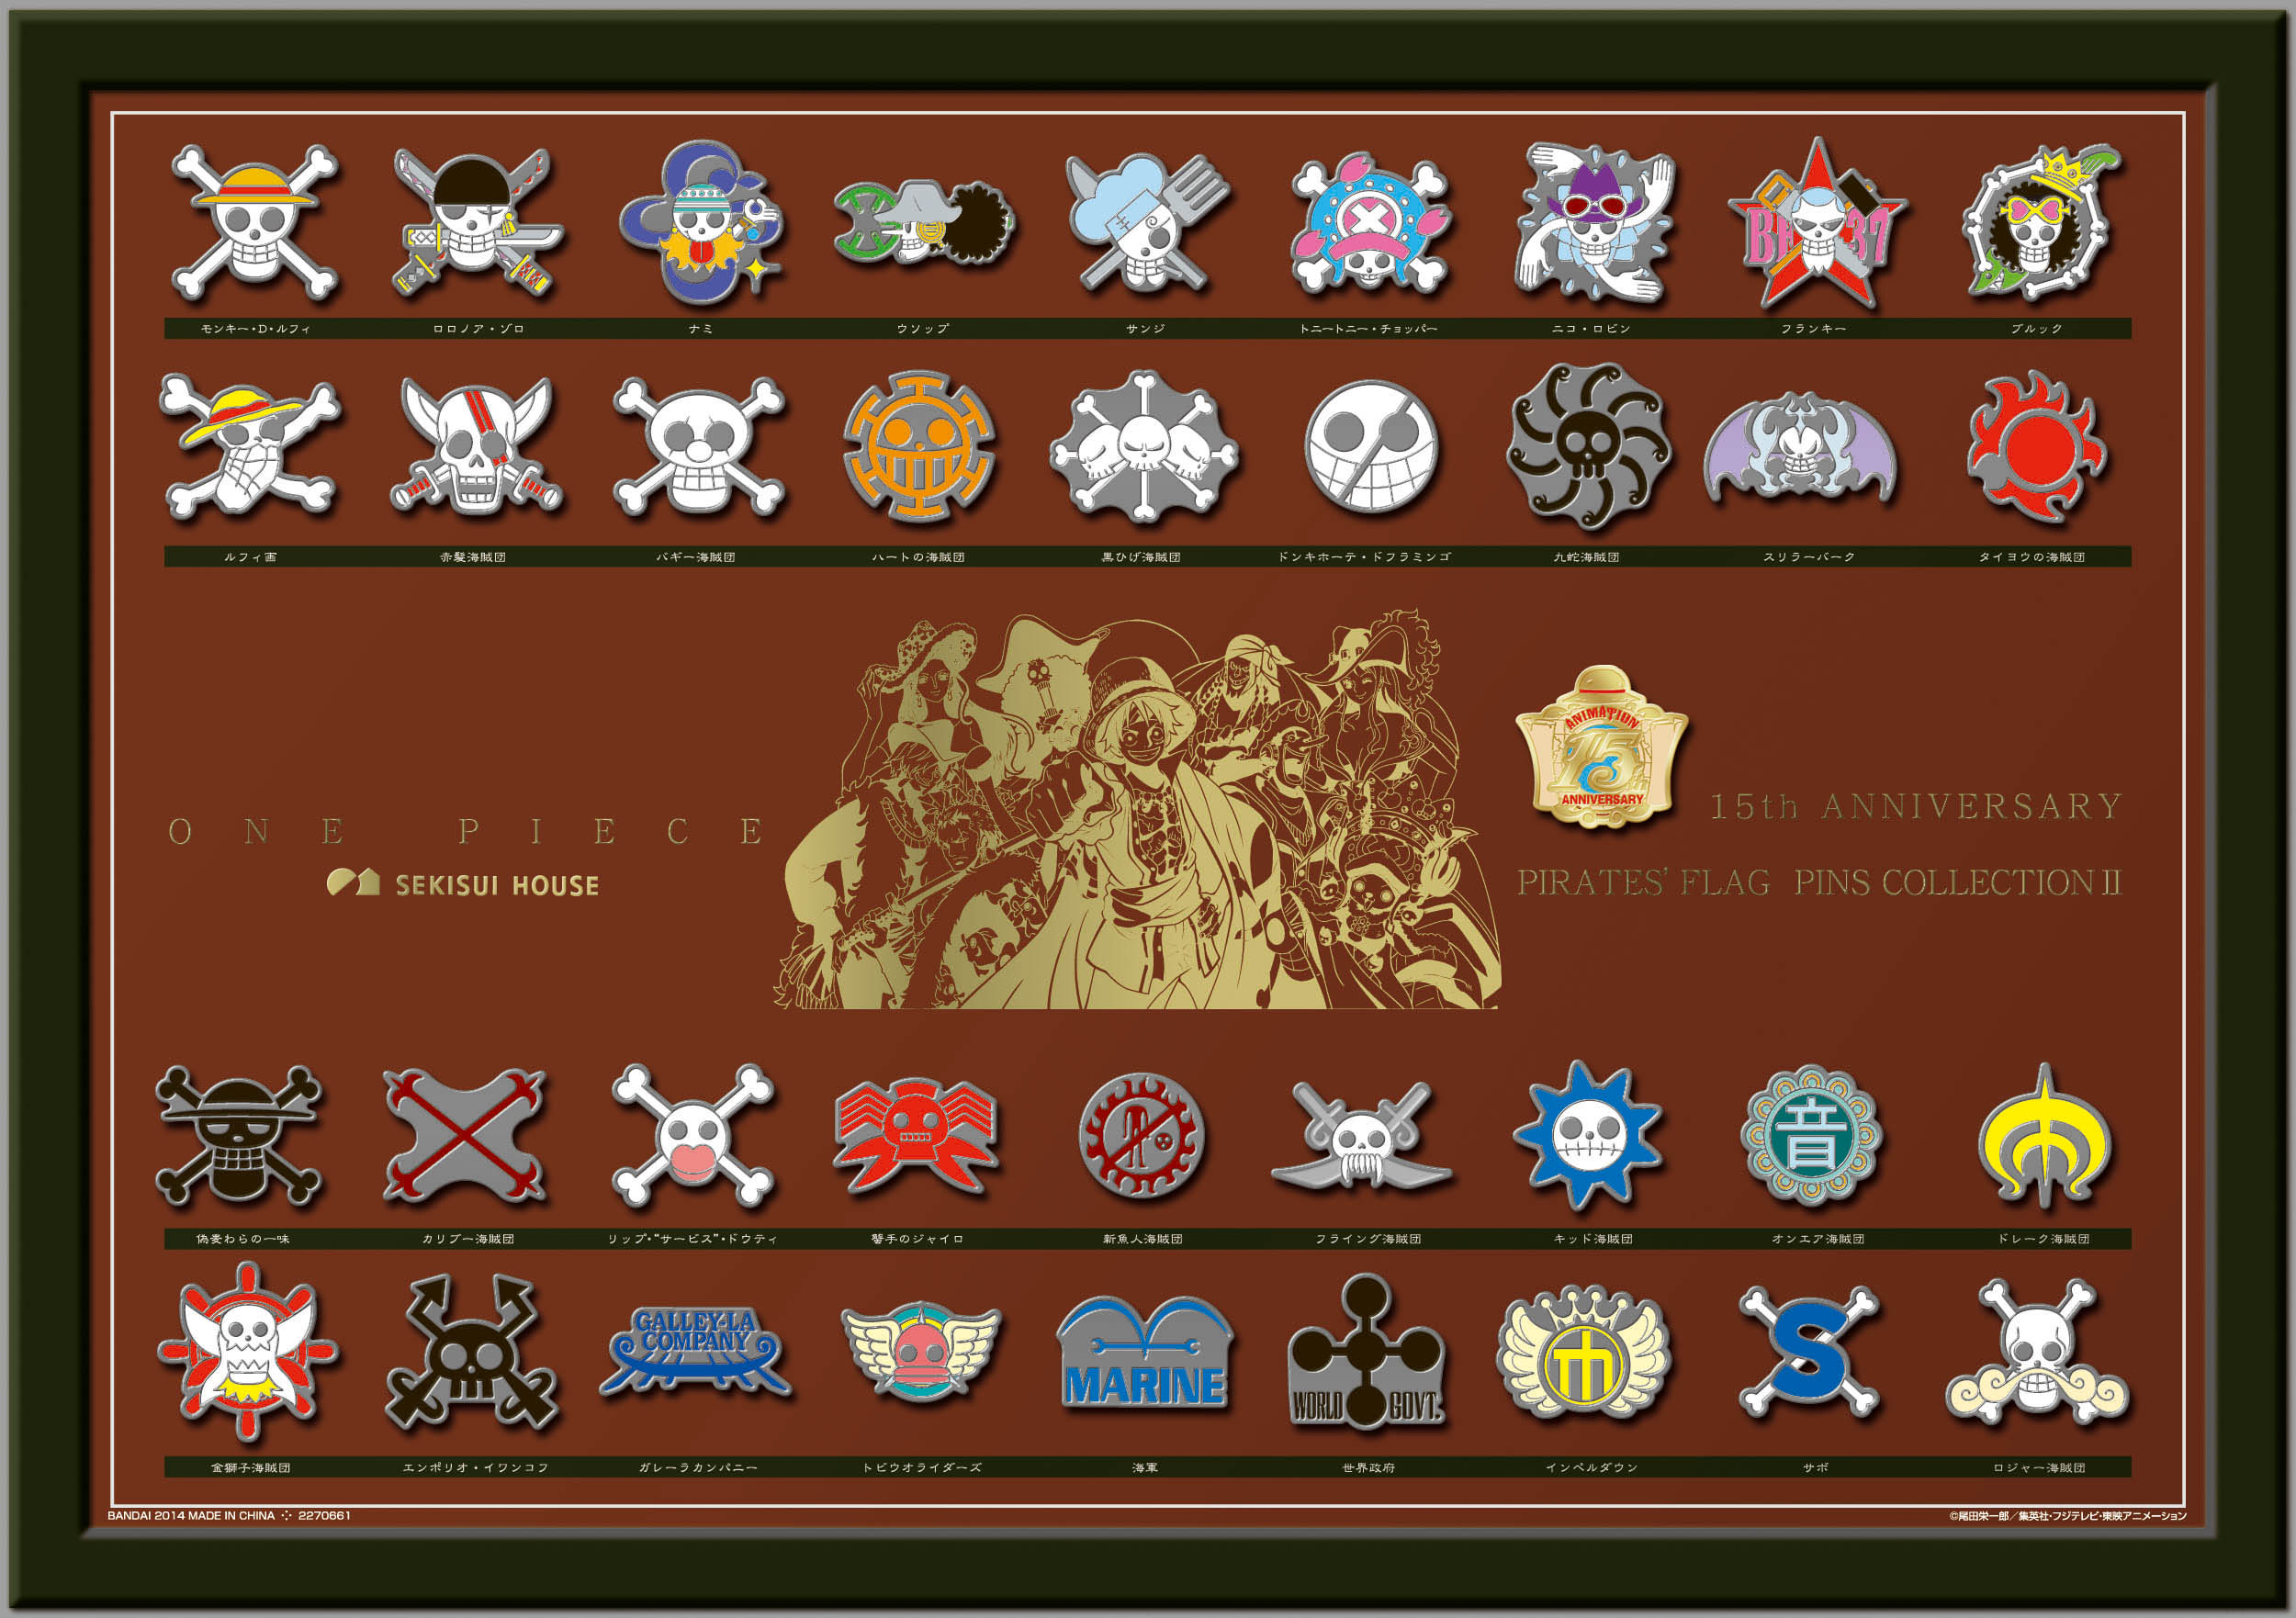 BF 37
モンキー・D・ルフィ
ロロノア・ゾロ
ナミ
ウソップ
サンジ
トニートニー・チョッパー
ニコ・ロビン
フランキー
ブルック
ルフィ画
赤髪海賊団
バギー海賊団
ハートの海賊団
黒ひげ海賊団
ドンキホーテ・ドフラミンゴ
九蛇海賊団
スリラーバーク
タイヨウの海賊団
ONE PIECE
SEKISUI HOUSE
ANIMATION
15
ANNIVERSARY
15th ANNIVERSARY
PIRATES' FLAG PINS COLLECTION II
音
偽麦わらの一味
カリブー海賊団
リップ・"サービス"・ドウティ
響手のジャイロ
新魚人海賊団
フライング海賊団
キッド海賊団
オンエア海賊団
ドレーク海賊団
GALLEY-LA
COMPANY
MARINE
WORLD GOVT.
S
金獅子海賊団
エンポリオ・イワンコフ
ガレーラカンパニー
トビウオライダーズ
海軍
世界政府
インペルダウン
サボ
ロジャー海賊団
BANDAI 2014 MADE IN CHINA 2270661
©尾田栄一郎／集英社・フジテレビ・東映アニメーション